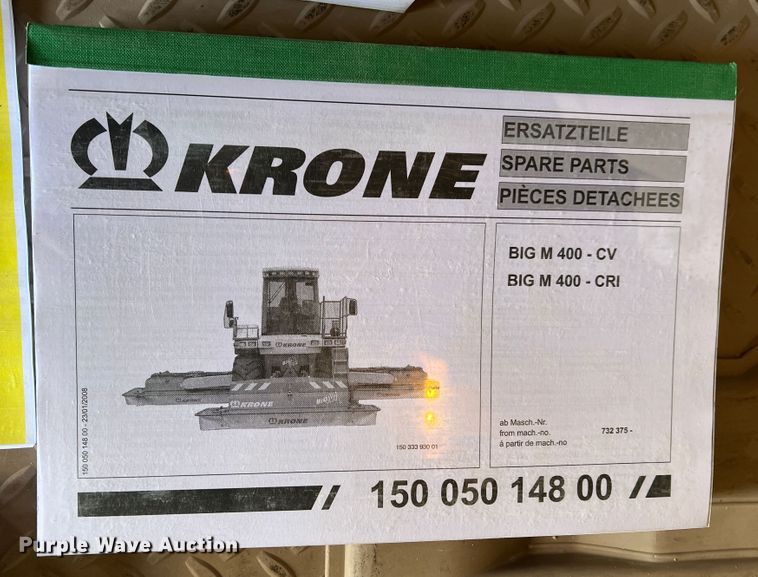 KRONE
ERSATZTEILE
SPARE PARTS
PIÈCES DETACHEES
BIG M 400 - CV
BIG M 400 - CRI
KRONE
KRONE
KRONE
150 333 930 01
150 050 148 00 - 23/01/2008
ab Masch.-Nr.
from mach.-no. 732 375 -
à partir de mach.-no
150 050 148 00
Purple Wave Auction